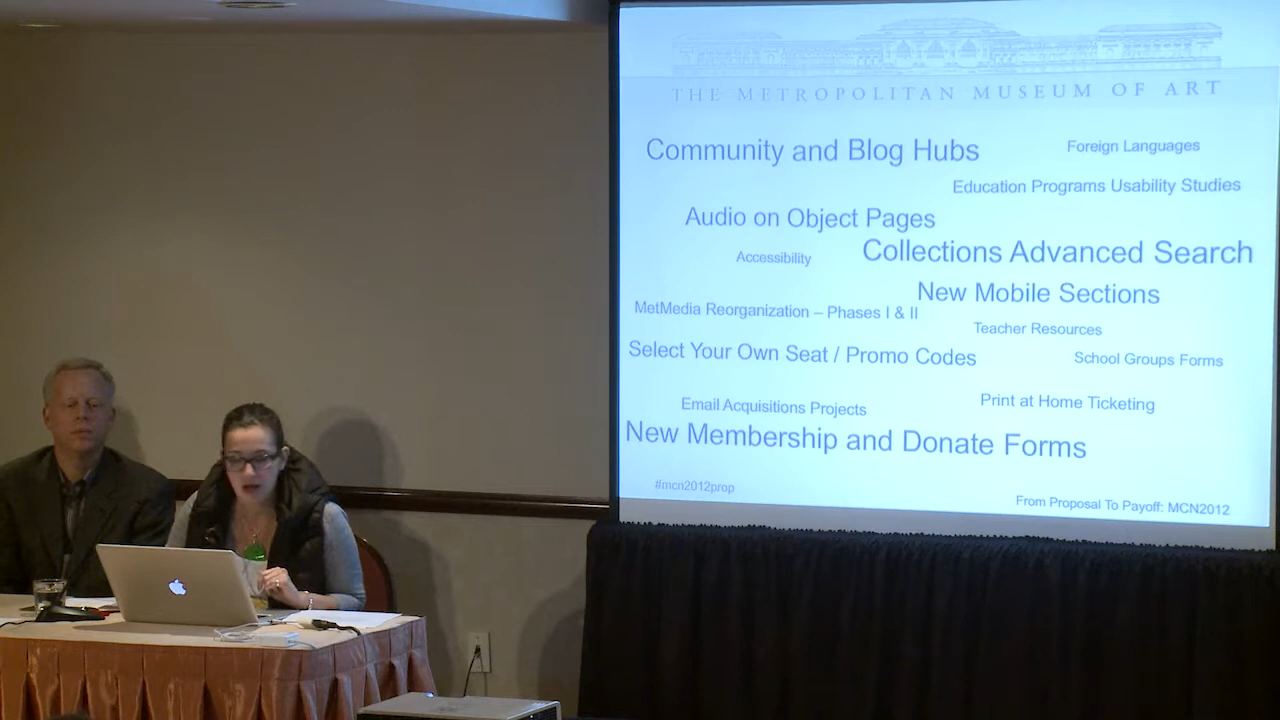 THE METROPOLITAN MUSEUM OF ART
Community and Blog Hubs
Foreign Languages
Education Programs Usability Studies
Audio on Object Pages
Collections Advanced Search
Accessibility
New Mobile Sections
MetMedia Reorganization – Phases I & II
Teacher Resources
Select Your Own Seat / Promo Codes
School Groups Forms
Email Acquisitions Projects
Print at Home Ticketing
New Membership and Donate Forms
#mcn2012prop
From Proposal To Payoff: MCN2012